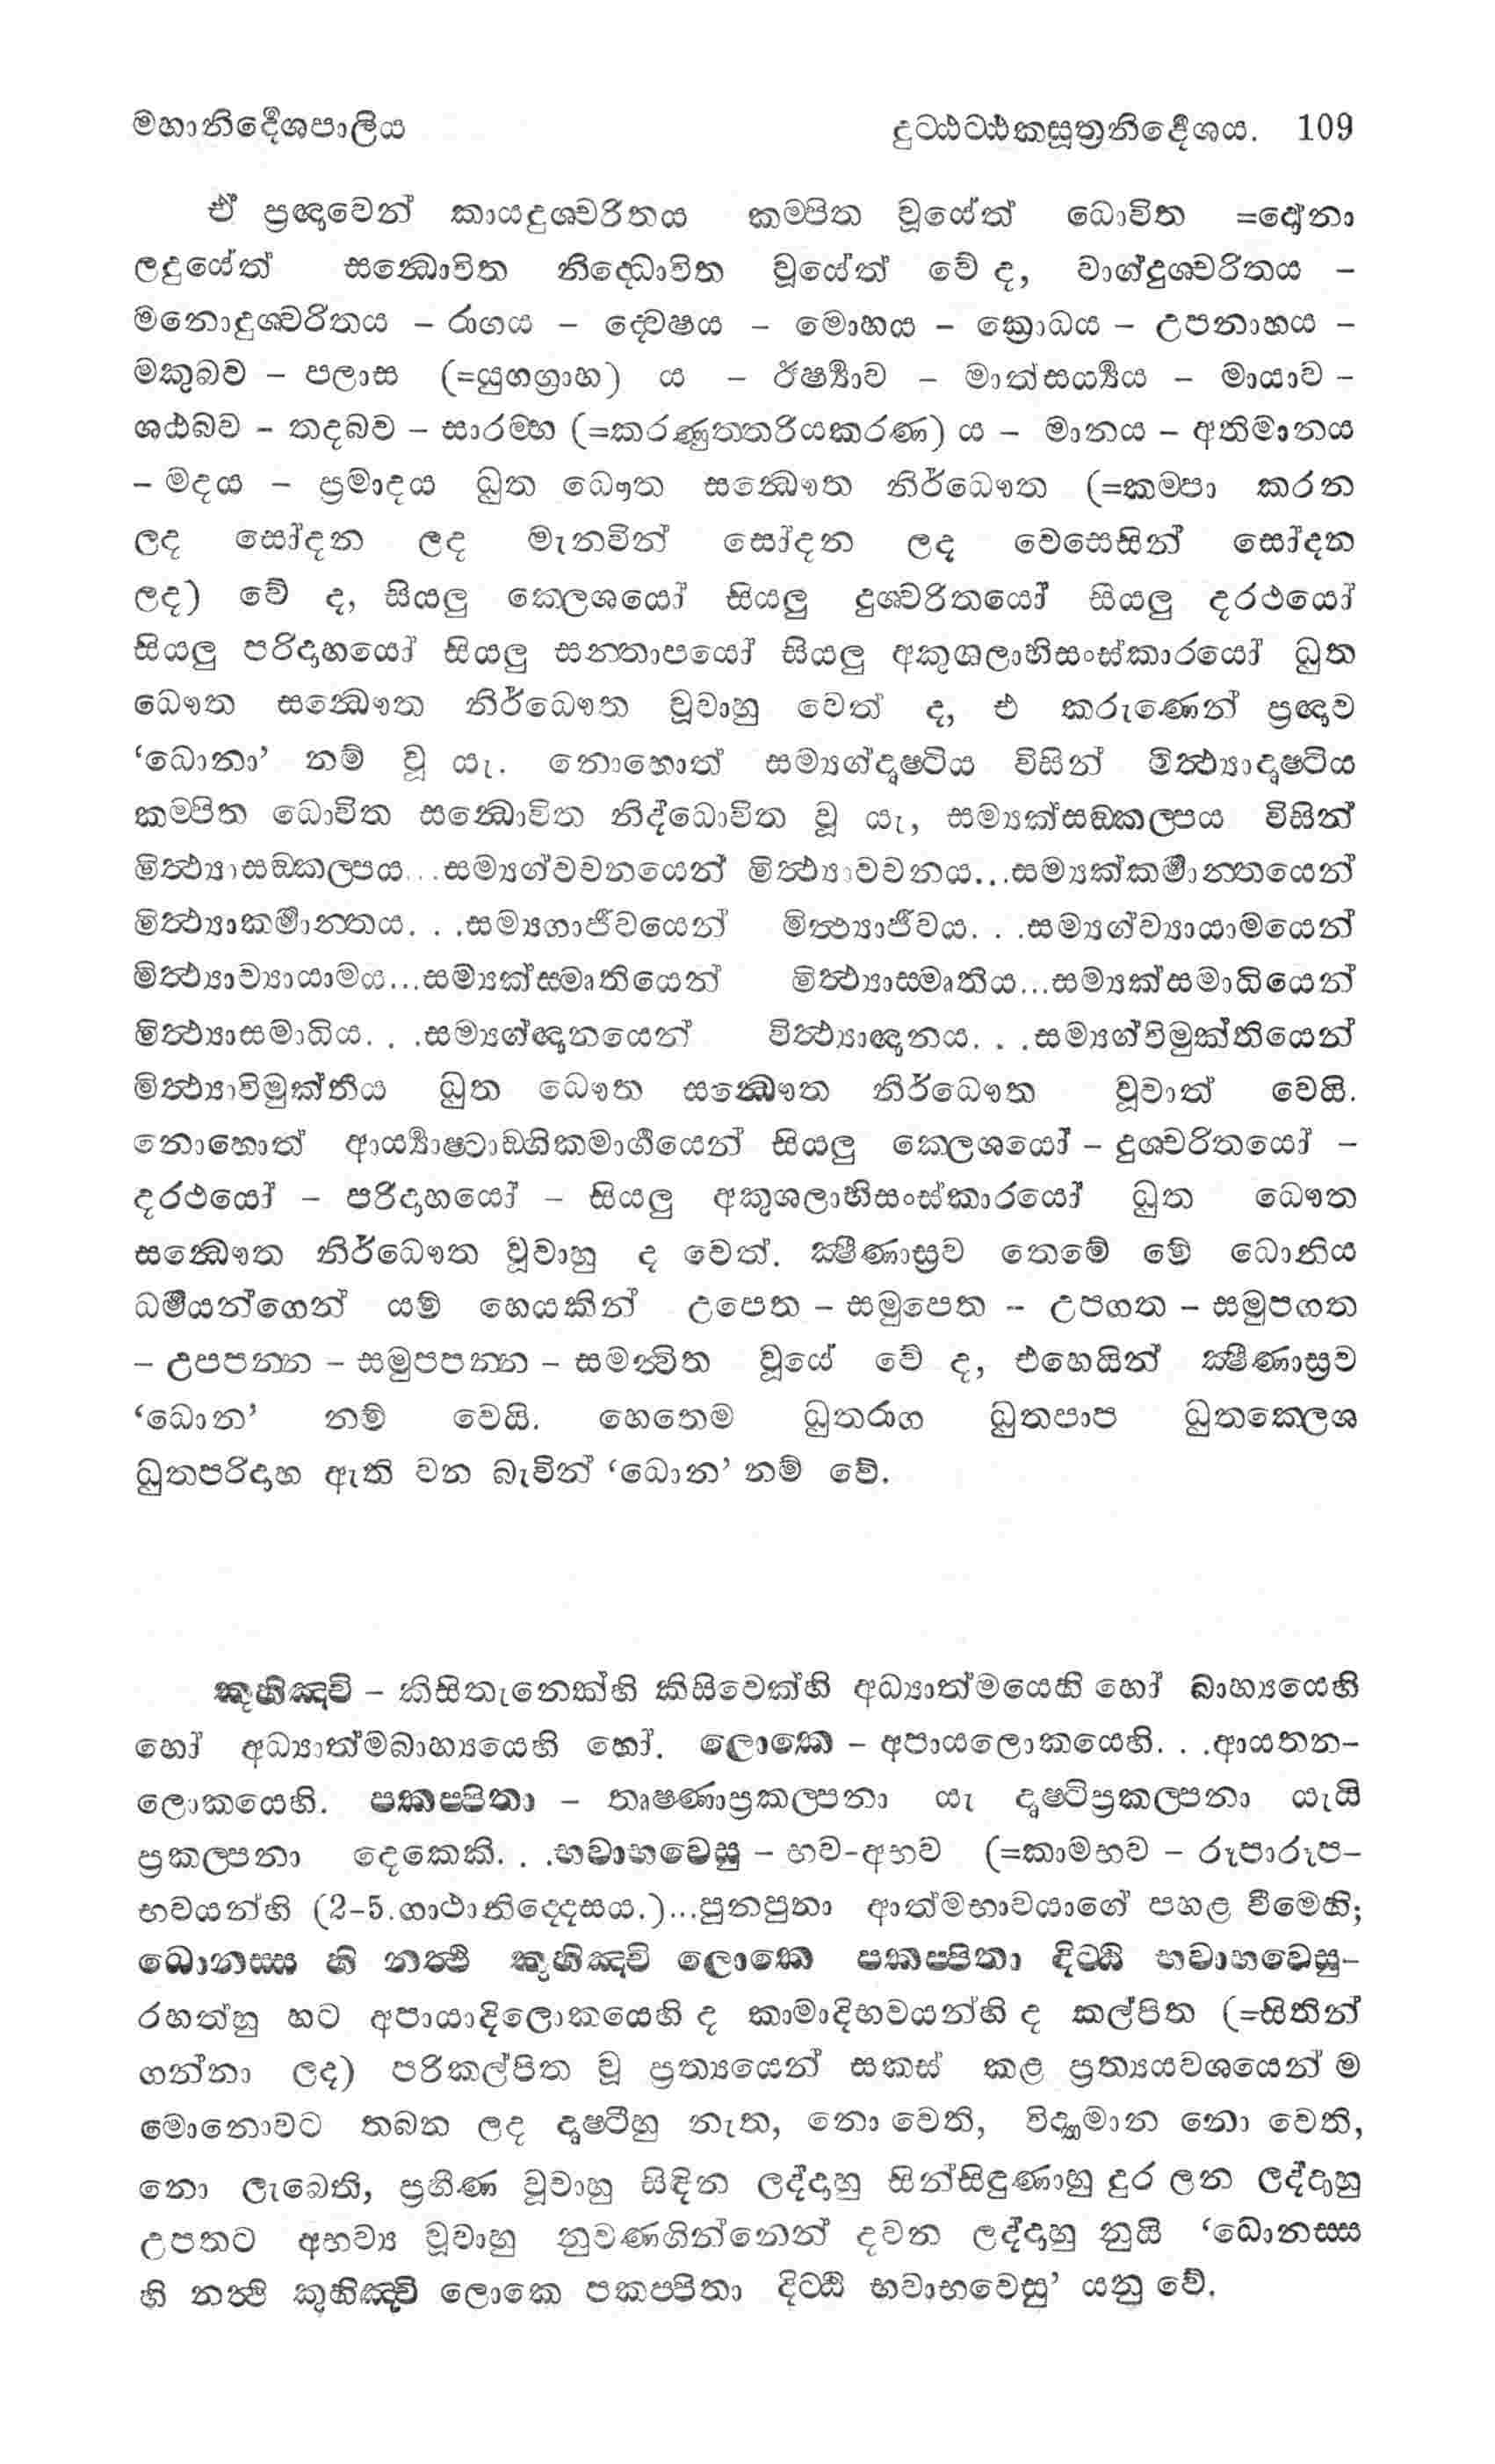 මහානිර්දේශපාලිය දුට්ඨට්ඨකසූත්‍රනිර්දේශය. 109
ඒ ප්‍රඥාවෙන් කායදුශ්චරිතය කම්පිත වූයේත් ධොවිත =දෝනා
ලදුයේත් සන්ධොවිත නිද්ධොවිත වූයේත් වේ ද, වාග්දුශ්චරිතය –
මනොදුශ්චරිතය – රාගය – ද්වෙෂය – මොහය – ක්‍රොධය – උපනාහය –
මකුබව – පලාස (=යුගග්‍රාහ) ය – ඊර්ෂ්‍යාව – මාත්සර්‍ය්‍යය – මායාව –
ශඨබව – තදබව – සාරම්භ (=කරණුත්තරියකරණ) ය – මානය – අතිමානය
– මදය – ප්‍රමාදය ධුත ධෞත සන්ධෞත නිර්ධෞත (=කම්පා කරන
ලද සෝදන ලද මැනවින් සෝදන ලද වෙසෙසින් සෝදන
ලද) වේ ද, සියලු ක්ලෙශයෝ සියලු දුශ්චරිතයෝ සියලු දරථයෝ
සියලු පරිදාහයෝ සියලු සන්තාපයෝ සියලු අකුශලාභිසංස්කාරයෝ ධුත
ධෞත සන්ධෞත නිර්ධෞත වූවාහු වෙත් ද, එ කරුණෙන් ප්‍රඥාව
‘ධොනා’ නම් වූ යැ. නොහොත් සම්‍යග්දෘෂ්ටිය විසින් මිත්‍ථ්‍යාදෘෂ්ටිය
කම්පිත ධොවිත සන්ධොවිත නිද්ධොවිත වූ යැ, සම්‍යක්සඞ්කල්පය විසින්
මිත්‍ථ්‍යාසඞ්කල්පය...සම්‍යග්වචනයෙන් මිත්‍ථ්‍යාවචනය...සම්‍යක්කර්මාන්තයෙන්
මිත්‍ථ්‍යාකර්මාන්තය. . .සම්‍යගාජීවයෙන් මිත්‍ථ්‍යාජීවය. . .සම්‍යග්ව්‍යායාමයෙන්
මිත්‍ථ්‍යාව්‍යායාමය...සම්‍යක්ස්මෘතියෙන් මිත්‍ථ්‍යාස්මෘතිය...සම්‍යක්සමාධියෙන්
මිත්‍ථ්‍යාසමාධිය. . .සම්‍යග්ඥානයෙන් විත්‍ථ්‍යාඥානය. . .සම්‍යග්විමුක්තියෙන්
මිත්‍ථ්‍යාවිමුක්තිය ධුත ධෞත සන්ධෞත නිර්ධෞත වූවාත් වෙයි.
නොහොත් ආර්‍ය්‍යාෂ්ටාඞ්ගිකමාර්ගයෙන් සියලු ක්ලෙශයෝ – දුශ්චරිතයෝ –
දරථයෝ – පරිදාහයෝ – සියලු අකුශලාභිසංස්කාරයෝ ධුත ධෞත
සන්ධෞත නිර්ධෞත වූවාහු ද වෙත්. ක්‍ෂීණාස්‍රව තෙමේ මේ ධොනිය
ධර්මයන්ගෙන් යම් හෙයකින් උපෙත – සමුපෙත – උපගත – සමුපගත
– උපපන්න – සමුපපන්න – සමන්විත වූයේ වේ ද, එහෙයින් ක්‍ෂීණාස්‍රව
‘ධොන’ නම් වෙයි. හෙතෙම ධුතරාග ධුතපාප ධුතක්ලෙශ
ධුතපරිදාහ ඇති වන බැවින් ‘ධොන’ නම් වේ.
කුහිඤ්චි – කිසිතැනෙක්හි කිසිවෙක්හි අධ්‍යාත්මයෙහි හෝ බාහ්‍යයෙහි
හෝ අධ්‍යාත්මබාහ්‍යයෙහි හෝ. ලොකෙ – අපායලොකයෙහි. . .ආයතන–
ලොකයෙහි. පකප්පිතා – තෘෂ්ණාප්‍රකල්පනා යැ දෘෂ්ටිප්‍රකල්පනා යැයි
ප්‍රකල්පනා දෙකෙකි. . .භවාභවෙසු – භව-අභව (=කාමභව – රූපාරූප–
භවයන්හි (2–5.ගාථානිද්දෙසය.)...පුනපුනා ආත්මභාවයාගේ පහළ වීමෙහි;
ධොනස්ස හි නත්‍ථි කුහිඤ්චි ලොකෙ පකප්පිතා දිට්ඨි භවාභවෙසු–
රහත්හු හට අපායාදිලොකයෙහි ද කාමාදිභවයන්හි ද කල්පිත (=සිතින්
ගන්නා ලද) පරිකල්පිත වූ ප්‍රත්‍යයෙන් සකස් කළ ප්‍රත්‍යයවශයෙන් ම
මොනොවට තබන ලද දෘෂ්ටීහු නැත, නො වෙති, විද්‍යමාන නො වෙති,
නො ලැබෙති, ප්‍රහීණ වූවාහු සිඳින ලද්දාහු සින්සිඳුණාහු දුර ලන ලද්දාහු
උපතට අභව්‍ය වූවාහු නුවණගින්නෙන් දවන ලද්දාහු නුයි ‘ධොනස්ස
හි නත්‍ථි කුහිඤ්චි ලොකෙ පකප්පිතා දිට්ඨි භවාභවෙසු’ යනු වේ.